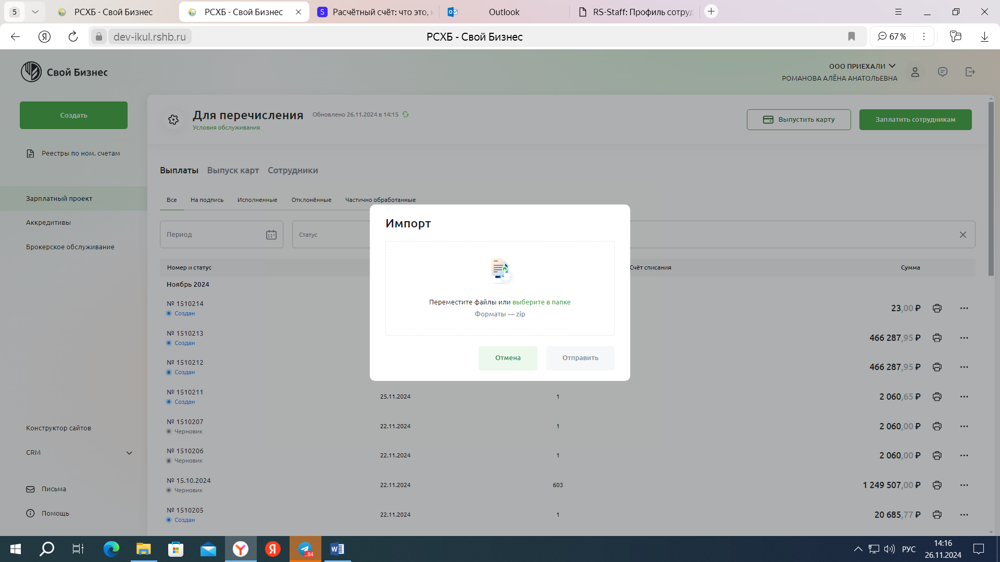 5
РСХБ - Свой Бизнес
РСХБ - Свой Бизнес
Расчётный счёт: что это,
Outlook
RS-Staff: Профиль сотруд
dev-ikul.rshb.ru
РСХБ - Свой Бизнес
67 %
Свой Бизнес
ООО ПРИЕХАЛИ
РОМАНОВА АЛЁНА АНАТОЛЬЕВНА
Создать
Реестры по ном. счетам
Зарплатный проект
Аккредитивы
Брокерское обслуживание
Конструктор сайтов
CRM
Письма
Помощь
Для перечисления
Обновлено 26.11.2024 в 14:15
Условия обслуживания
Выпустить карту
Заплатить сотрудникам
Выплаты Выпуск карт Сотрудники
Все На подпись Исполненные Отклонённые Частично обработанные
Период
Статус
Номер и статус Счёт списания Сумма
Ноябрь 2024
№ 1510214
Создан
23,00 ₽
№ 1510213
Создан
466 287,95 ₽
№ 1510212
Создан
466 287,95 ₽
№ 1510211
Создан
25.11.2024 1 2 060,65 ₽
№ 1510207
Черновик
22.11.2024 1 2 060,00 ₽
№ 1510206
Черновик
22.11.2024 1 2 060,00 ₽
№ 15.10.2024
Черновик
22.11.2024 603 1 249 507,00 ₽
№ 1510205
Создан
22.11.2024 1 20 685,77 ₽
Импорт
Переместите файлы или выберите в папке
Форматы — zip
Отмена
Отправить
..84
РУС
14:16
26.11.2024